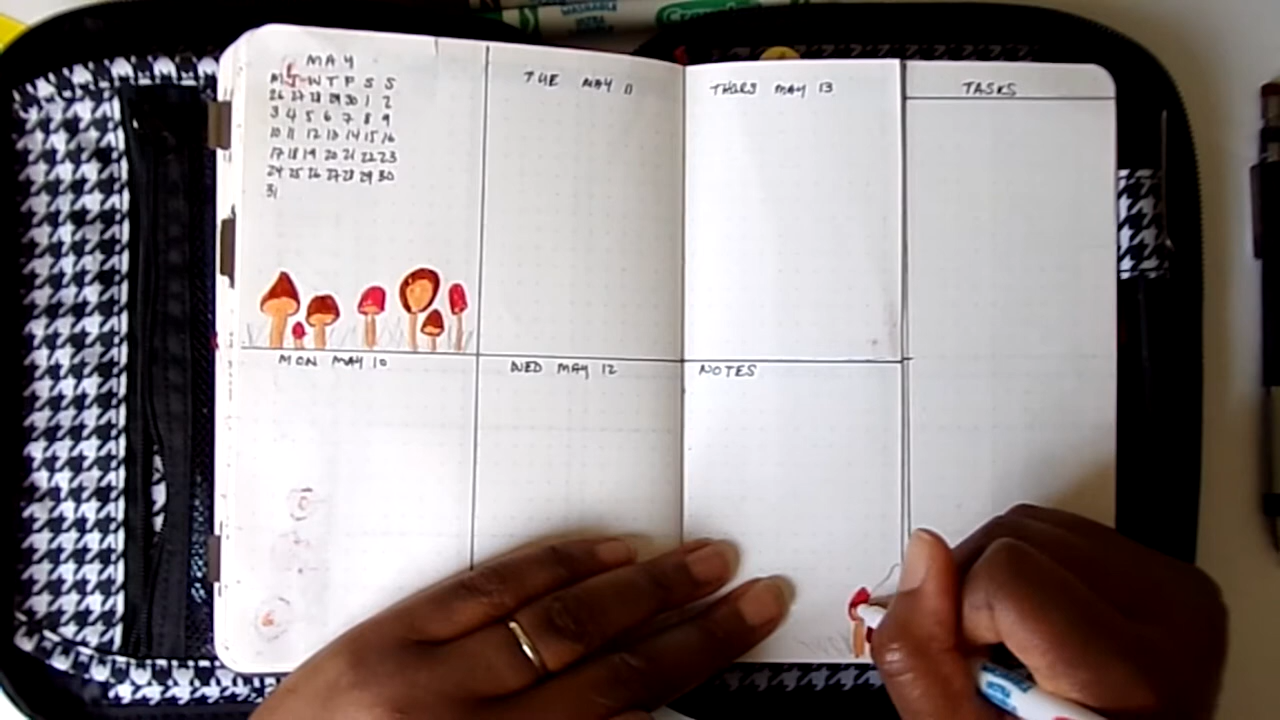 MAY
M T W T F S S
26 27 28 29 30 1 2
3 4 5 6 7 8 9
10 11 12 13 14 15 16
17 18 19 20 21 22 23
24 25 26 27 28 29 30
31
TUE MAY 11
THURS MAY 13
TASKS
MON MAY 10
WED MAY 12
NOTES
WASHABLE
Crayola